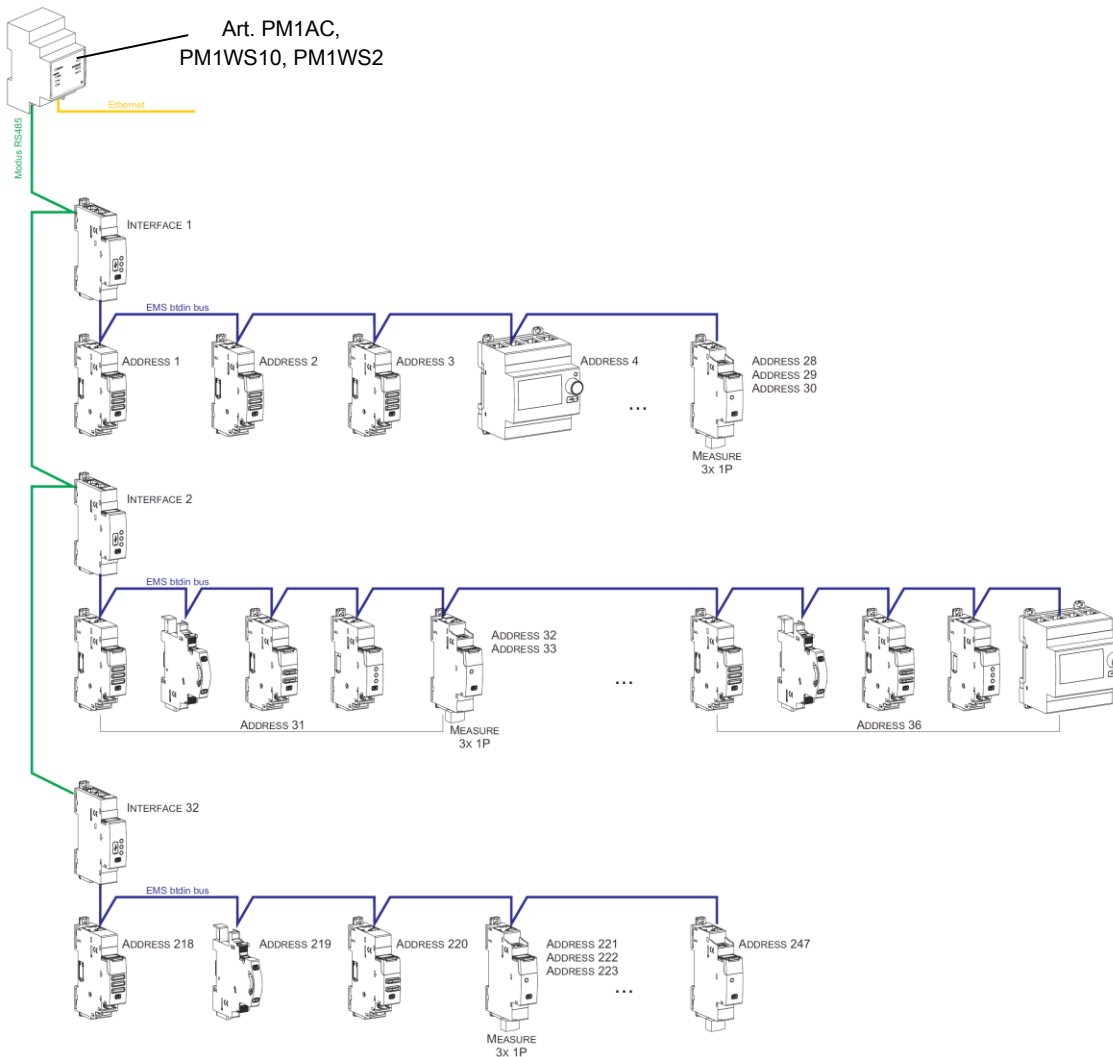 Art. PM1AC,
PM1WS10, PM1WS2
Ethernet
Modus RS485
INTERFACE 1
EMS btdin bus
ADDRESS 1
ADDRESS 2
ADDRESS 3
ADDRESS 4
...
ADDRESS 28
ADDRESS 29
ADDRESS 30
MEASURE
3X 1P
INTERFACE 2
EMS btdin bus
ADDRESS 32
ADDRESS 33
...
ADDRESS 31
MEASURE
3X 1P
ADDRESS 36
INTERFACE 32
EMS btdin bus
ADDRESS 218
ADDRESS 219
ADDRESS 220
ADDRESS 221
ADDRESS 222
ADDRESS 223
...
ADDRESS 247
MEASURE
3X 1P